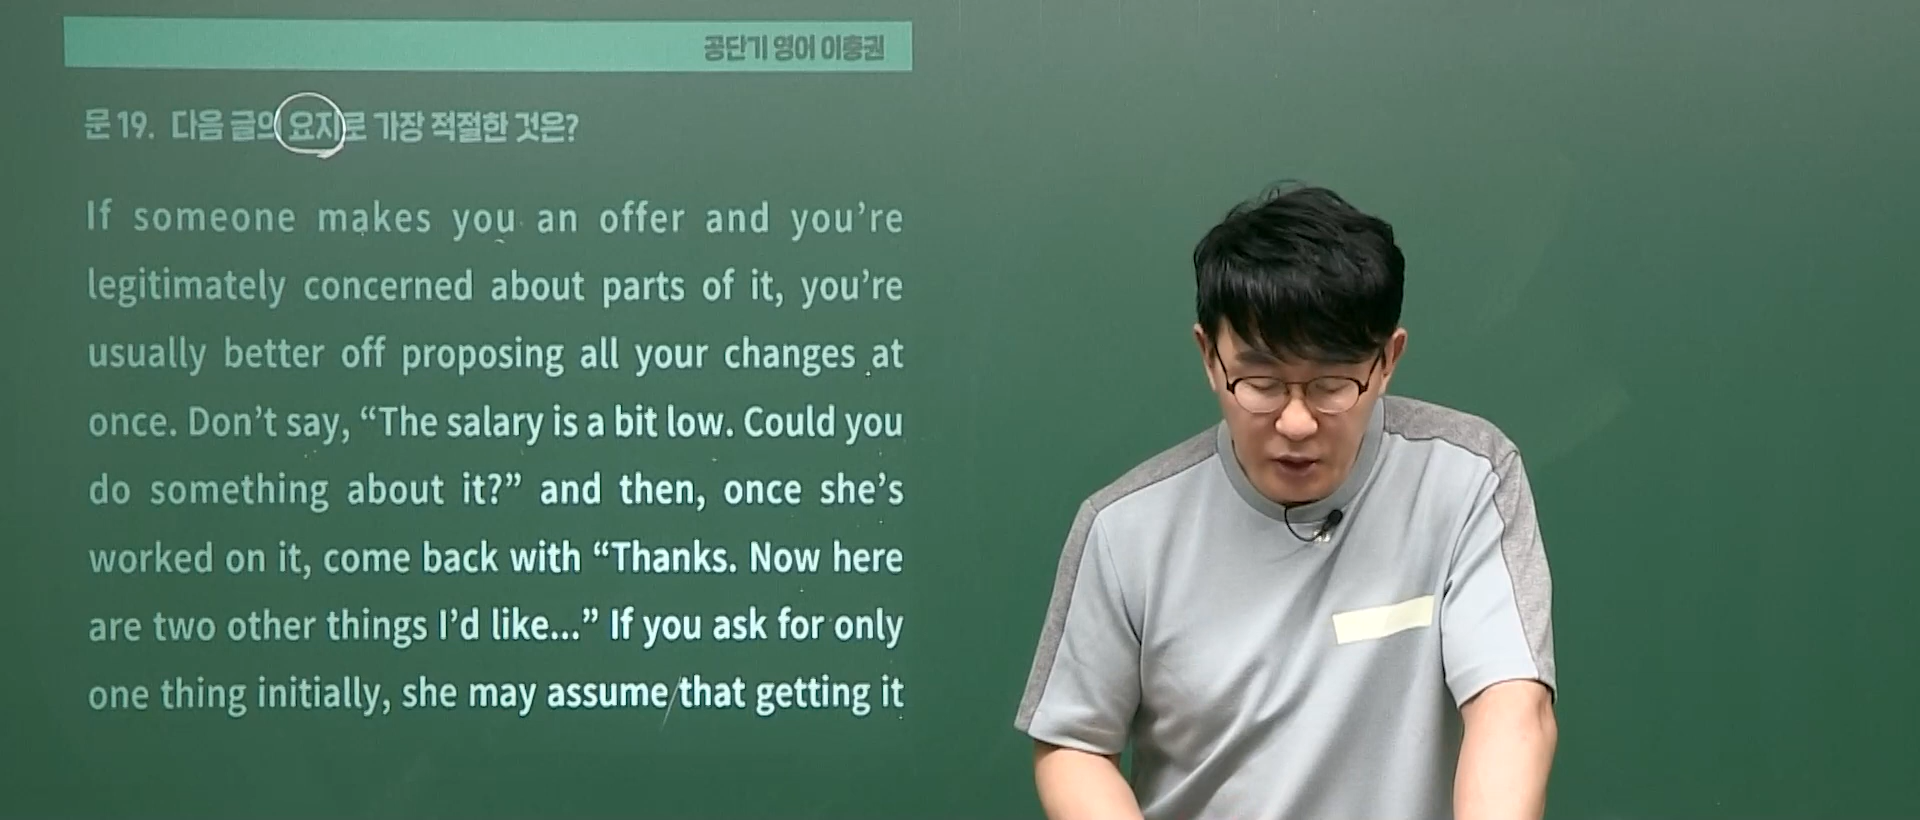 공단기 영어 이충권
문 19. 다음 글의 요지로 가장 적절한 것은?
If someone makes you an offer and you’re
legitimately concerned about parts of it, you’re
usually better off proposing all your changes at
once. Don’t say, “The salary is a bit low. Could you
do something about it?” and then, once she’s
worked on it, come back with “Thanks. Now here
are two other things I’d like...” If you ask for only
one thing initially, she may assume that getting it